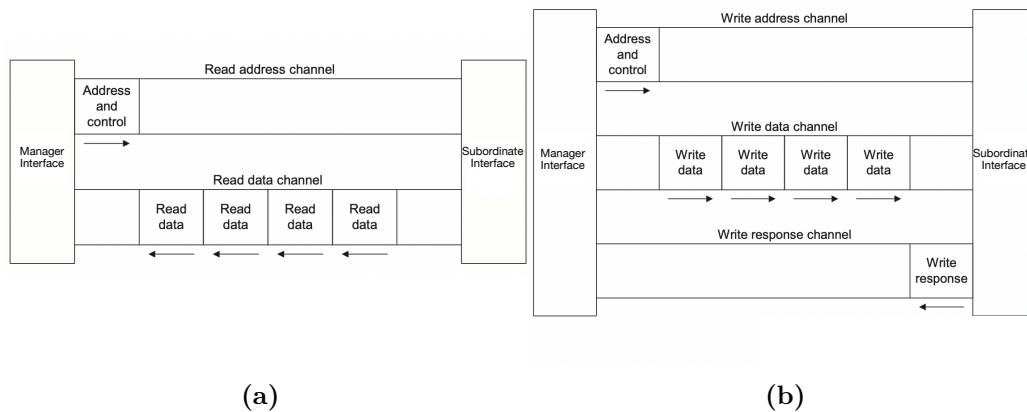 Read address channel
Address
and
control
Manager
Interface
Subordinate
Interface
Read data channel
Read
data
Read
data
Read
data
Read
data
(a)
Write address channel
Address
and
control
Write data channel
Manager
Interface
Write
data
Write
data
Write
data
Write
data
Subordinat
Interface
Write response channel
Write
response
(b)